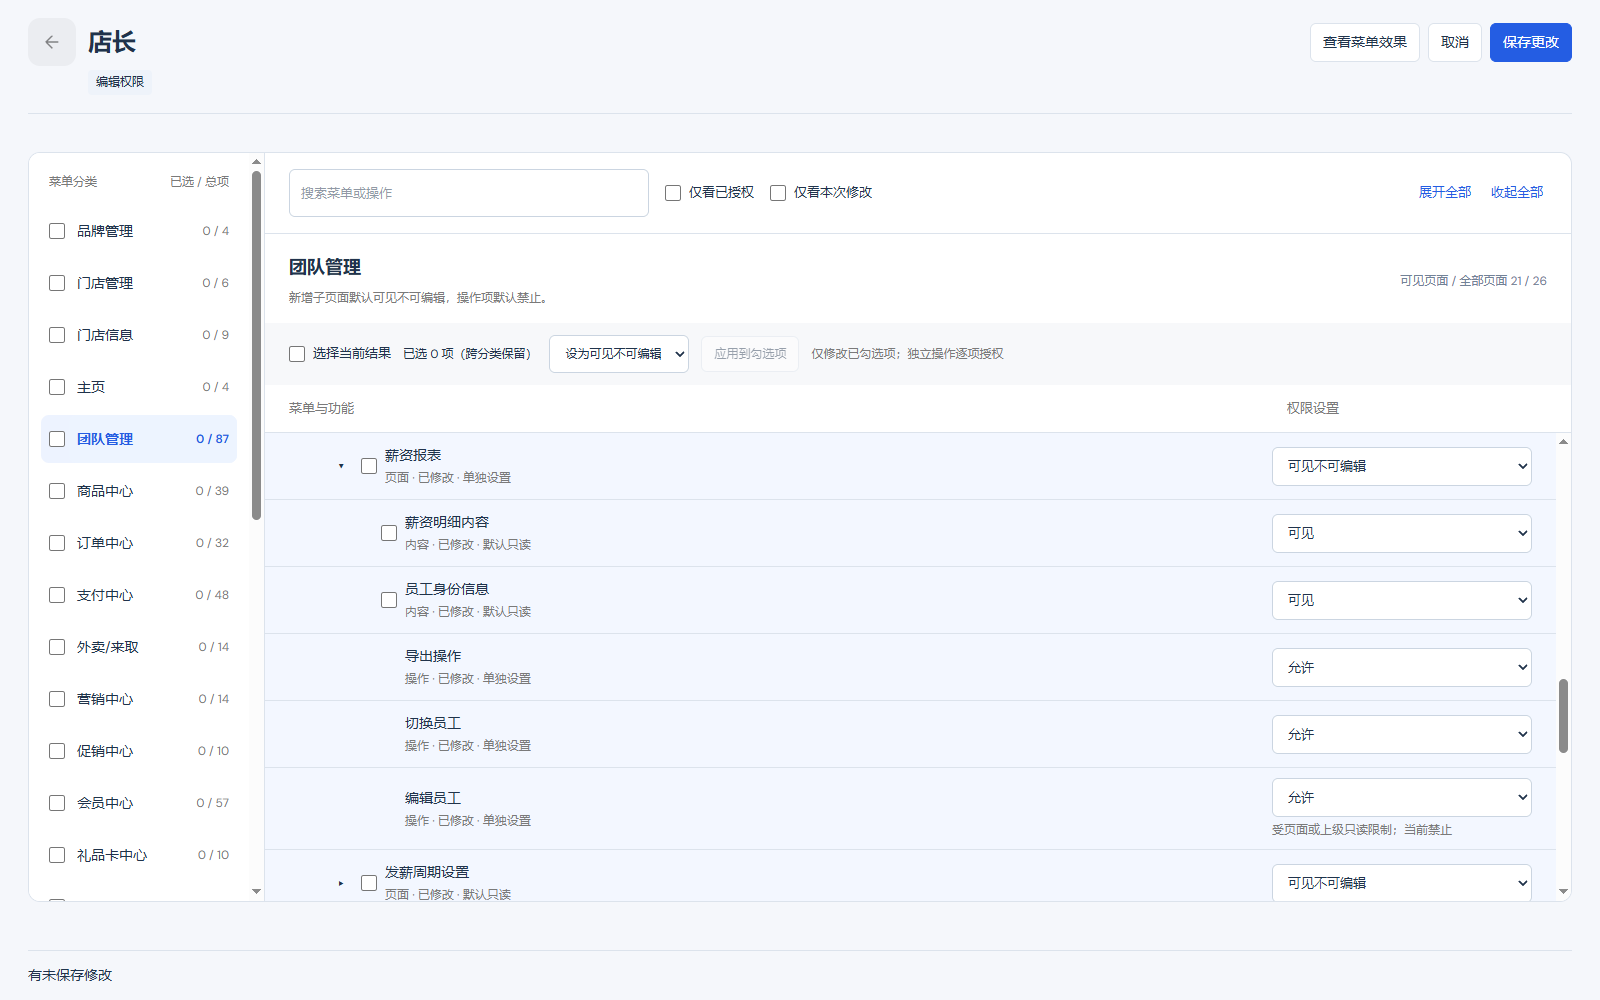 店长
编辑权限
查看菜单效果
取消
保存更改
菜单分类
已选 / 总项
品牌管理 0 / 4
门店管理 0 / 6
门店信息 0 / 9
主页 0 / 4
团队管理 0 / 87
商品中心 0 / 39
订单中心 0 / 32
支付中心 0 / 48
外卖/来取 0 / 14
营销中心 0 / 14
促销中心 0 / 10
会员中心 0 / 57
礼品卡中心 0 / 10
搜索菜单或操作
仅看已授权
仅看本次修改
展开全部
收起全部
团队管理
新增子页面默认可见不可编辑，操作项默认禁止。
可见页面 / 全部页面 21 / 26
选择当前结果
已选 0 项（跨分类保留）
设为可见不可编辑
应用到勾选项
仅修改已勾选项；独立操作逐项授权
菜单与功能
权限设置
薪资报表
页面 · 已修改 · 单独设置
可见不可编辑
薪资明细内容
内容 · 已修改 · 默认只读
可见
员工身份信息
内容 · 已修改 · 默认只读
可见
导出操作
操作 · 已修改 · 单独设置
允许
切换员工
操作 · 已修改 · 单独设置
允许
编辑员工
操作 · 已修改 · 单独设置
允许
受页面或上级只读限制；当前禁止
发薪周期设置
页面 · 已修改 · 默认只读
可见不可编辑
有未保存修改